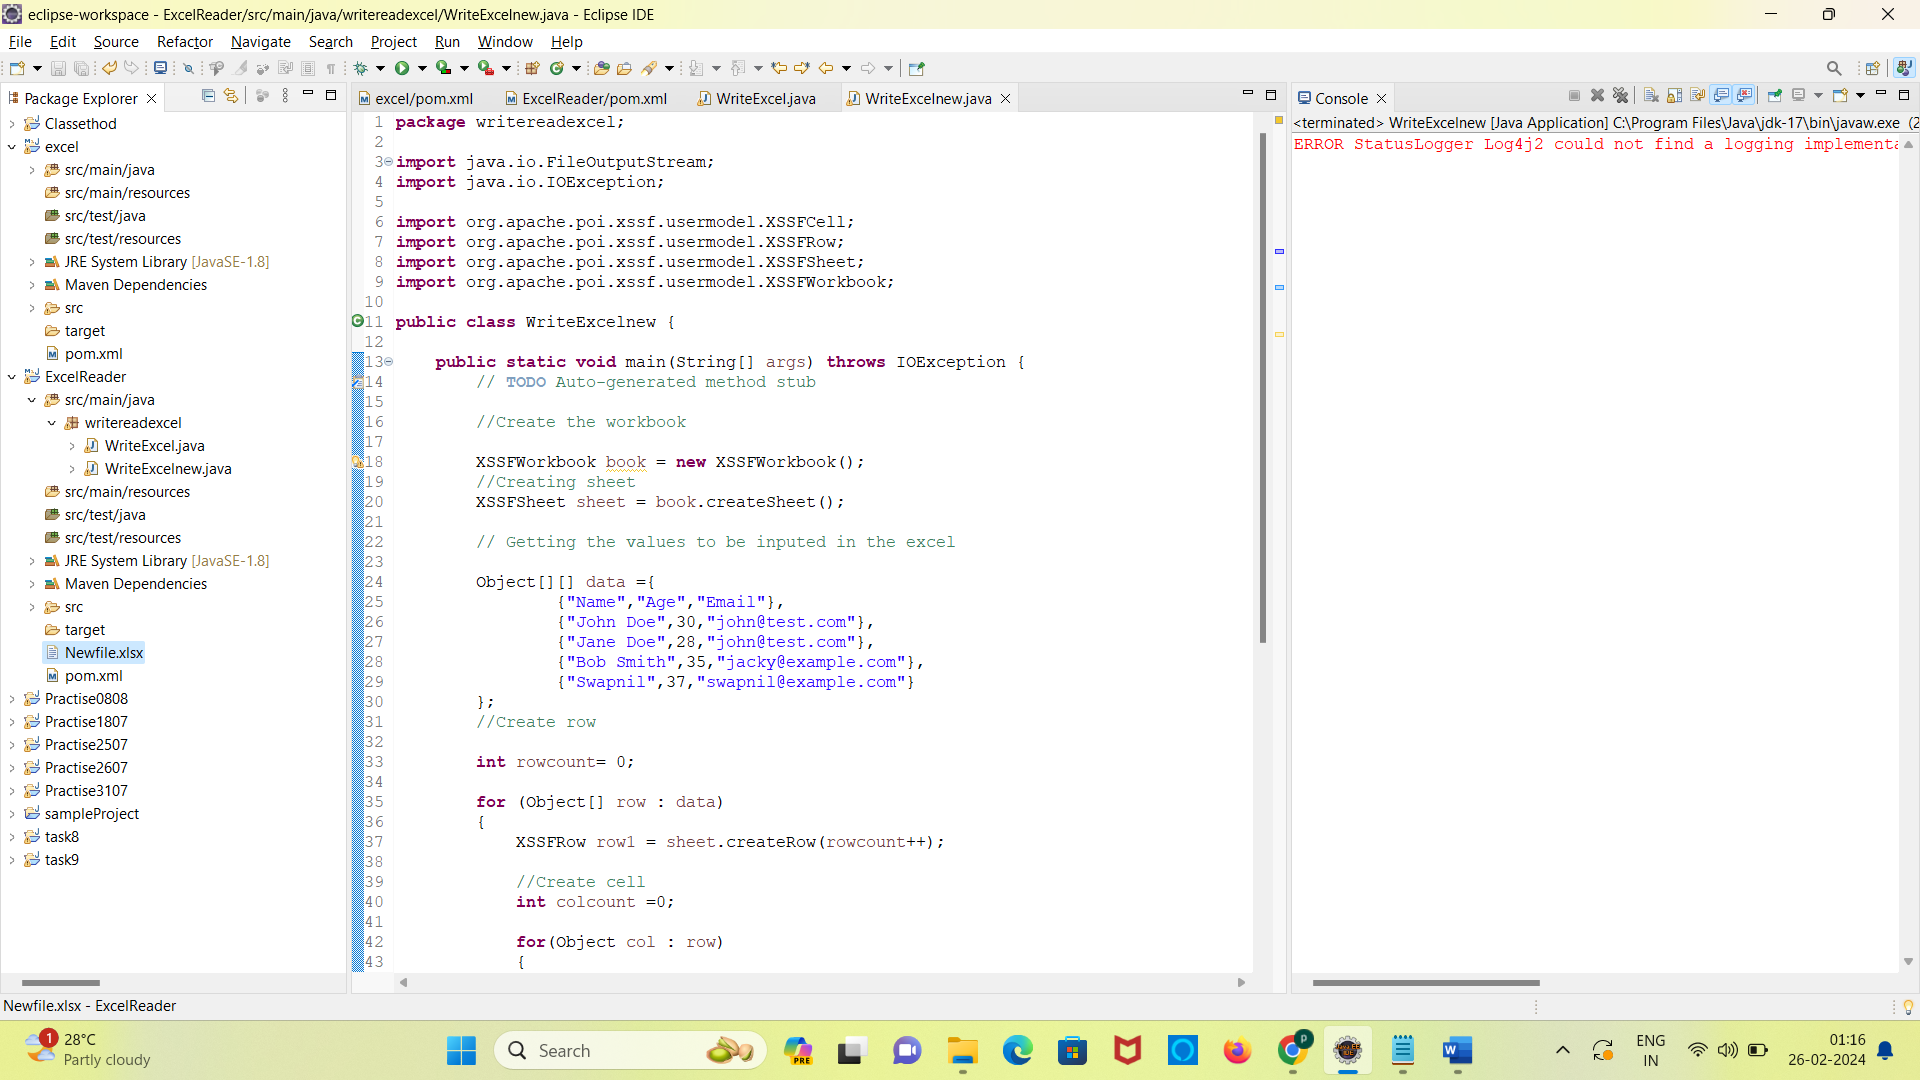 eclipse-workspace - ExcelReader/src/main/java/writereadexcel/WriteExcelnew.java - Eclipse IDE
File Edit Source Refactor Navigate Search Project Run Window Help
Package Explorer
Classethod
excel
src/main/java
src/main/resources
src/test/java
src/test/resources
JRE System Library [JavaSE-1.8]
Maven Dependencies
src
target
pom.xml
ExcelReader
src/main/java
writereadexcel
WriteExcel.java
WriteExcelnew.java
src/main/resources
src/test/java
src/test/resources
JRE System Library [JavaSE-1.8]
Maven Dependencies
src
target
Newfile.xlsx
pom.xml
Practise0808
Practise1807
Practise2507
Practise2607
Practise3107
sampleProject
task8
task9
excel/pom.xml ExcelReader/pom.xml WriteExcel.java WriteExcelnew.java
1 package writereadexcel;
2
3 import java.io.FileOutputStream;
4 import java.io.IOException;
5
6 import org.apache.poi.xssf.usermodel.XSSFCell;
7 import org.apache.poi.xssf.usermodel.XSSFRow;
8 import org.apache.poi.xssf.usermodel.XSSFSheet;
9 import org.apache.poi.xssf.usermodel.XSSFWorkbook;
10
11 public class WriteExcelnew {
12
13 public static void main(String[] args) throws IOException {
14 // TODO Auto-generated method stub
15
16 //Create the workbook
17
18 XSSFWorkbook book = new XSSFWorkbook();
19 //Creating sheet
20 XSSFSheet sheet = book.createSheet();
21
22 // Getting the values to be inputed in the excel
23
24 Object[][] data ={
25 {"Name","Age","Email"},
26 {"John Doe",30,"john@test.com"},
27 {"Jane Doe",28,"john@test.com"},
28 {"Bob Smith",35,"jacky@example.com"},
29 {"Swapnil",37,"swapnil@example.com"}
30 };
31 //Create row
32
33 int rowcount= 0;
34
35 for (Object[] row : data)
36 {
37 XSSFRow row1 = sheet.createRow(rowcount++);
38
39 //Create cell
40 int colcount =0;
41
42 for(Object col : row)
43 {
Console
<terminated> WriteExcelnew [Java Application] C:\Program Files\Java\jdk-17\bin\javaw.exe (2
ERROR StatusLogger Log4j2 could not find a logging implementa
Newfile.xlsx - ExcelReader
1
28°C
Partly cloudy
Search
PRE
P
ENG
IN
01:16
26-02-2024